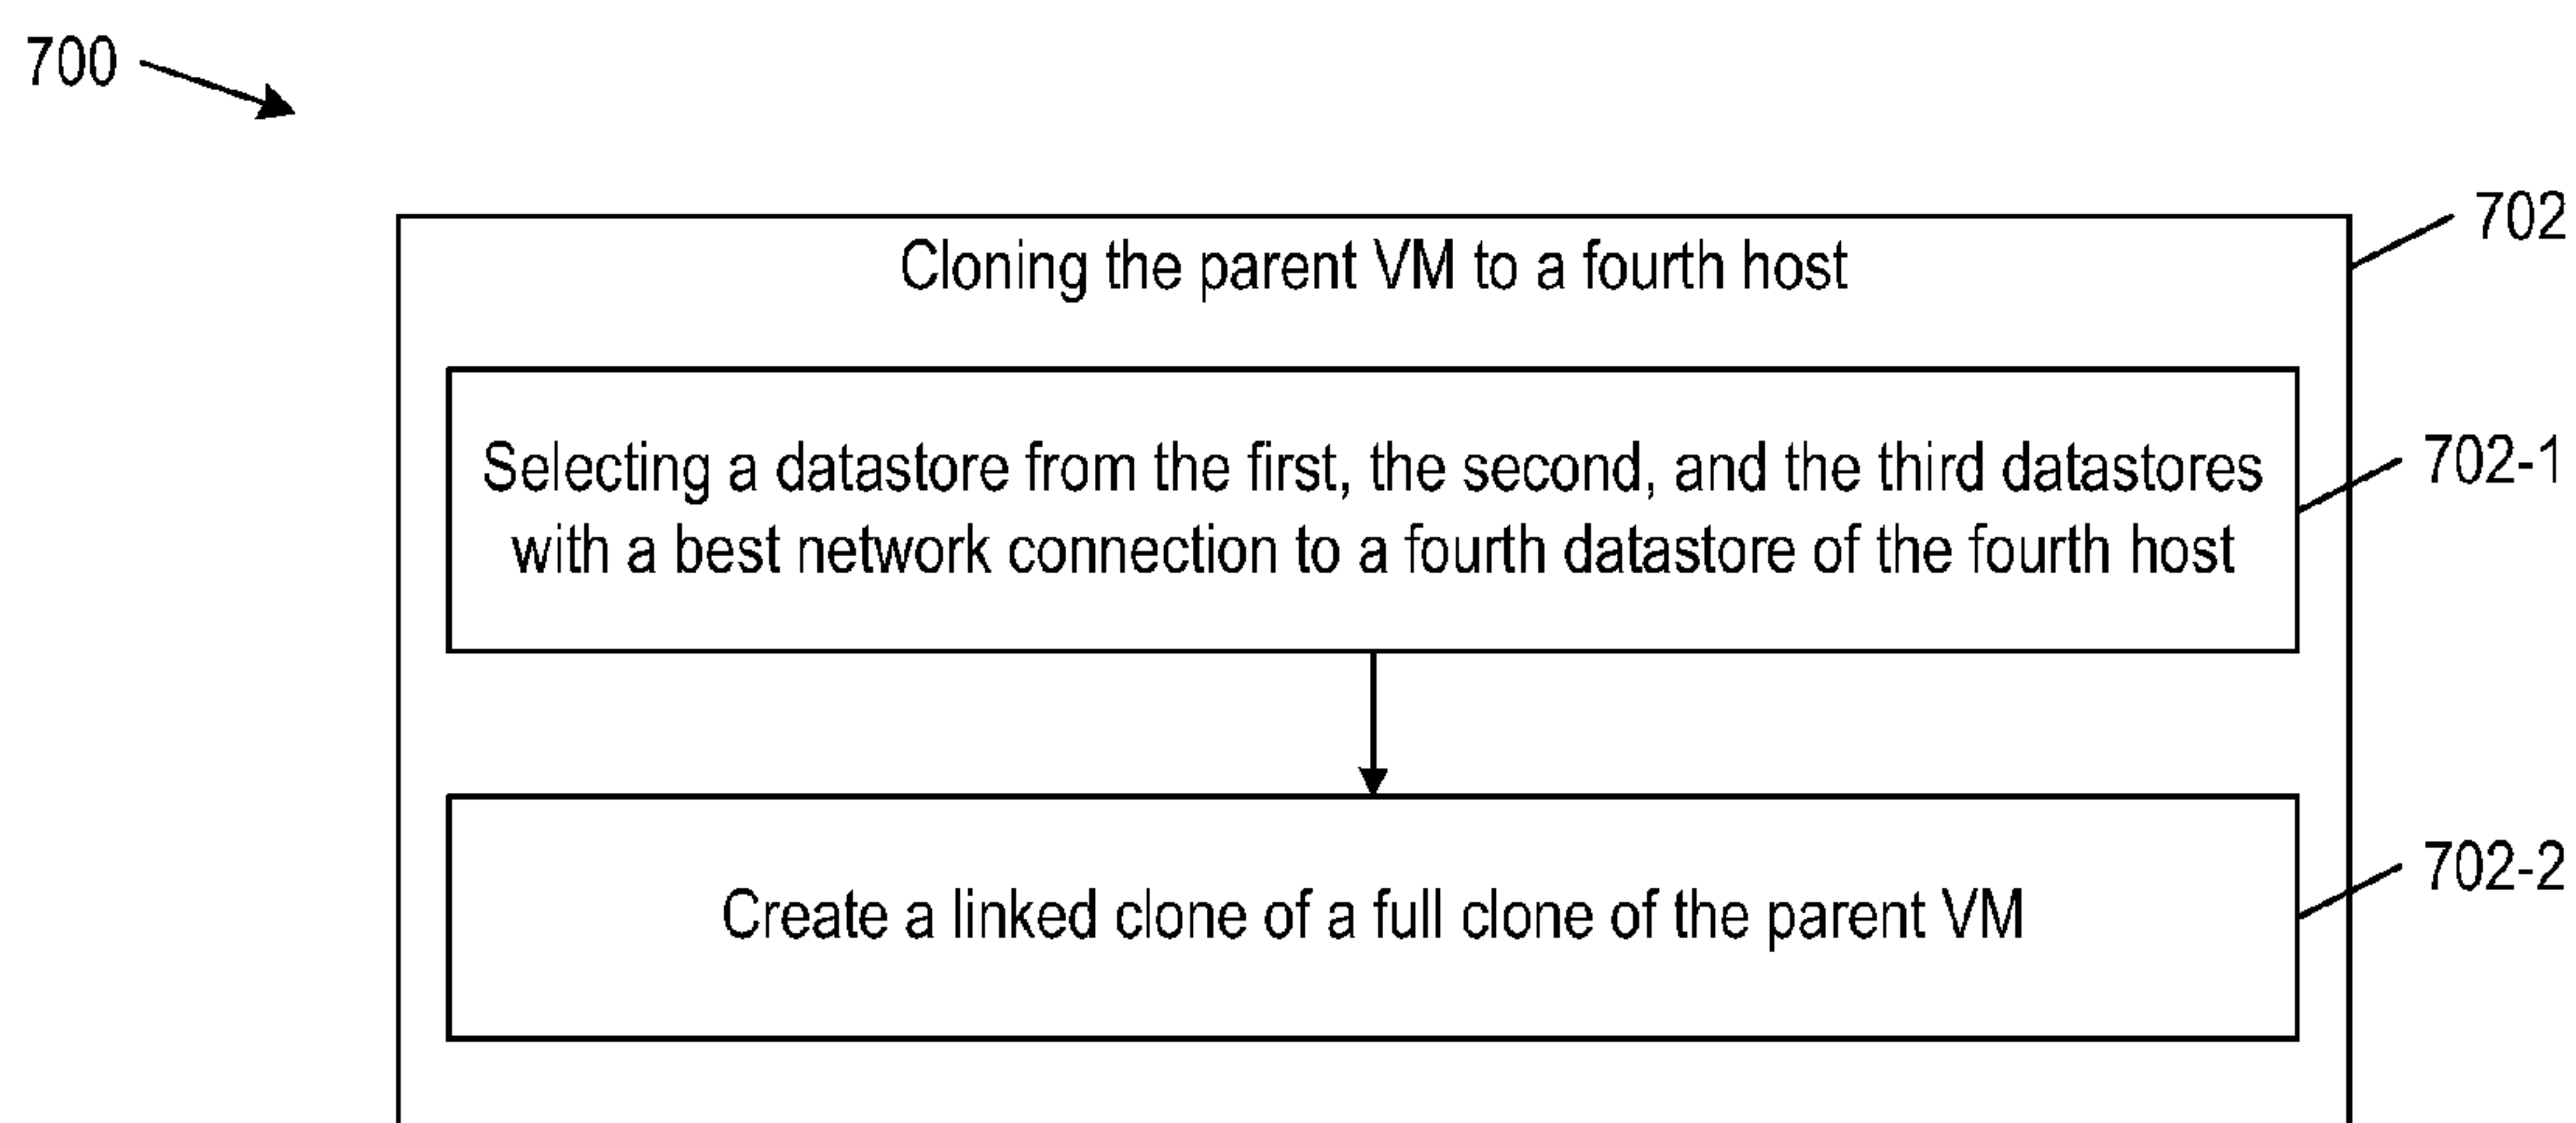 700
702
Cloning the parent VM to a fourth host
Selecting a datastore from the first, the second, and the third datastores
with a best network connection to a fourth datastore of the fourth host
702-1
Create a linked clone of a full clone of the parent VM
702-2